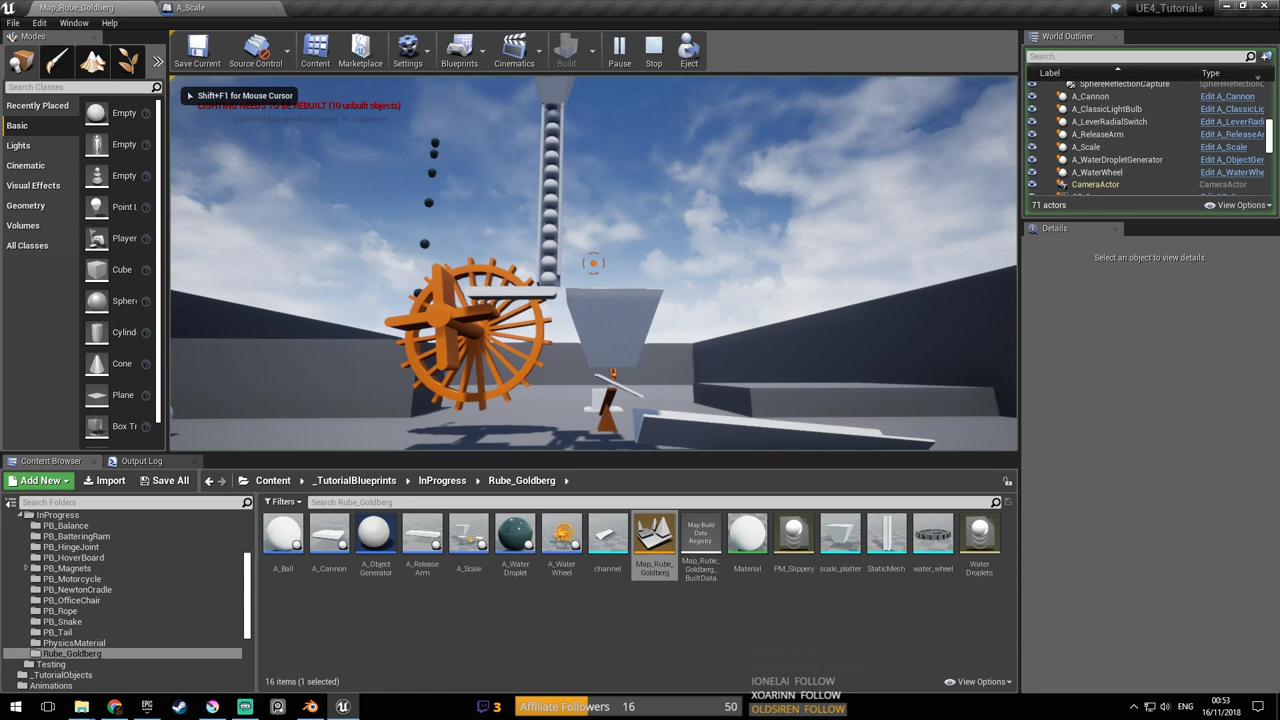 Map_Rube_Goldberg
A_Scale
UE4_Tutorials
File Edit Window Help
Modes
Search Classes
Recently Placed
Basic
Lights
Cinematic
Visual Effects
Geometry
Volumes
All Classes
Empty
Empty
Empty
Point L
Player
Cube
Sphere
Cylind
Cone
Plane
Box Tr
Save Current
Source Control
Content
Marketplace
Settings
Blueprints
Cinematics
Build
Pause
Stop
Eject
Shift+F1 for Mouse Cursor
LIGHTING NEEDS TO BE REBUILT (10 unbuilt objects)
'DisableAllScreenMessages' to suppress
World Outliner
Search...
Label Type
SphereReflectionCapture SphereReflectionC
A_Cannon Edit A_Cannon
A_ClassicLightBulb Edit A_ClassicLig
A_LeverRadialSwitch Edit A_LeverRadi
A_ReleaseArm Edit A_ReleaseAr
A_Scale Edit A_Scale
A_WaterDropletGenerator Edit A_ObjectGer
A_WaterWheel Edit A_WaterWhe
CameraActor CameraActor
71 actors
View Options
Details
Select an object to view details.
Content Browser
Output Log
Add New
Import
Save All
Content
_TutorialBlueprints
InProgress
Rube_Goldberg
Search Folders
InProgress
PB_Balance
PB_BatteringRam
PB_HingeJoint
PB_HoverBoard
PB_Magnets
PB_Motorcycle
PB_NewtonCradle
PB_OfficeChair
PB_Rope
PB_Snake
PB_Tail
PhysicsMaterial
Rube_Goldberg
Testing
_TutorialObjects
Animations
Filters
Search Rube_Goldberg
A_Ball
A_Cannon
A_Object
Generator
A_Release
Arm
A_Scale
A_Water
Droplet
A_Water
Wheel
channel
Map_Rube_
Goldberg
Map Build
Data
Registry
Map_Rube_
Goldberg_
BuiltData
Material
PM_Slippery
scale_platter
StaticMesh
water_wheel
Water
Droplets
16 items (1 selected)
View Options
IONELAI FOLLOW
XOARINN FOLLOW
OLDSIREN FOLLOW
3
Affiliate Followers 16 50
00:53
16/11/2018